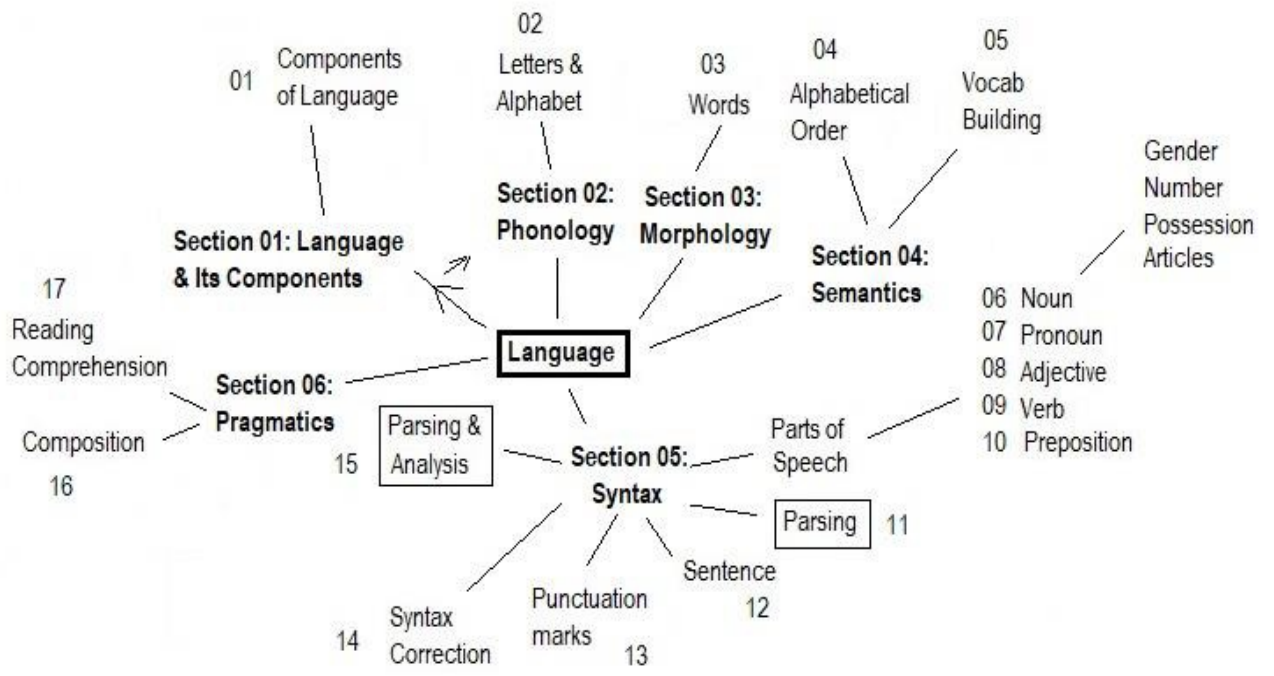 01
Components
of Language
02
Letters &
Alphabet
03
Words
04
Alphabetical
Order
05
Vocab
Building
Section 01: Language
& Its Components
Section 02:
Phonology
Section 03:
Morphology
Section 04:
Semantics
Gender
Number
Possession
Articles
06 Noun
07 Pronoun
08 Adjective
09 Verb
10 Preposition
Language
17
Reading
Comprehension
Section 06:
Pragmatics
Composition
16
15
Parsing &
Analysis
Section 05:
Syntax
Parts of
Speech
Parsing
11
Sentence
12
Punctuation
marks
13
14
Syntax
Correction